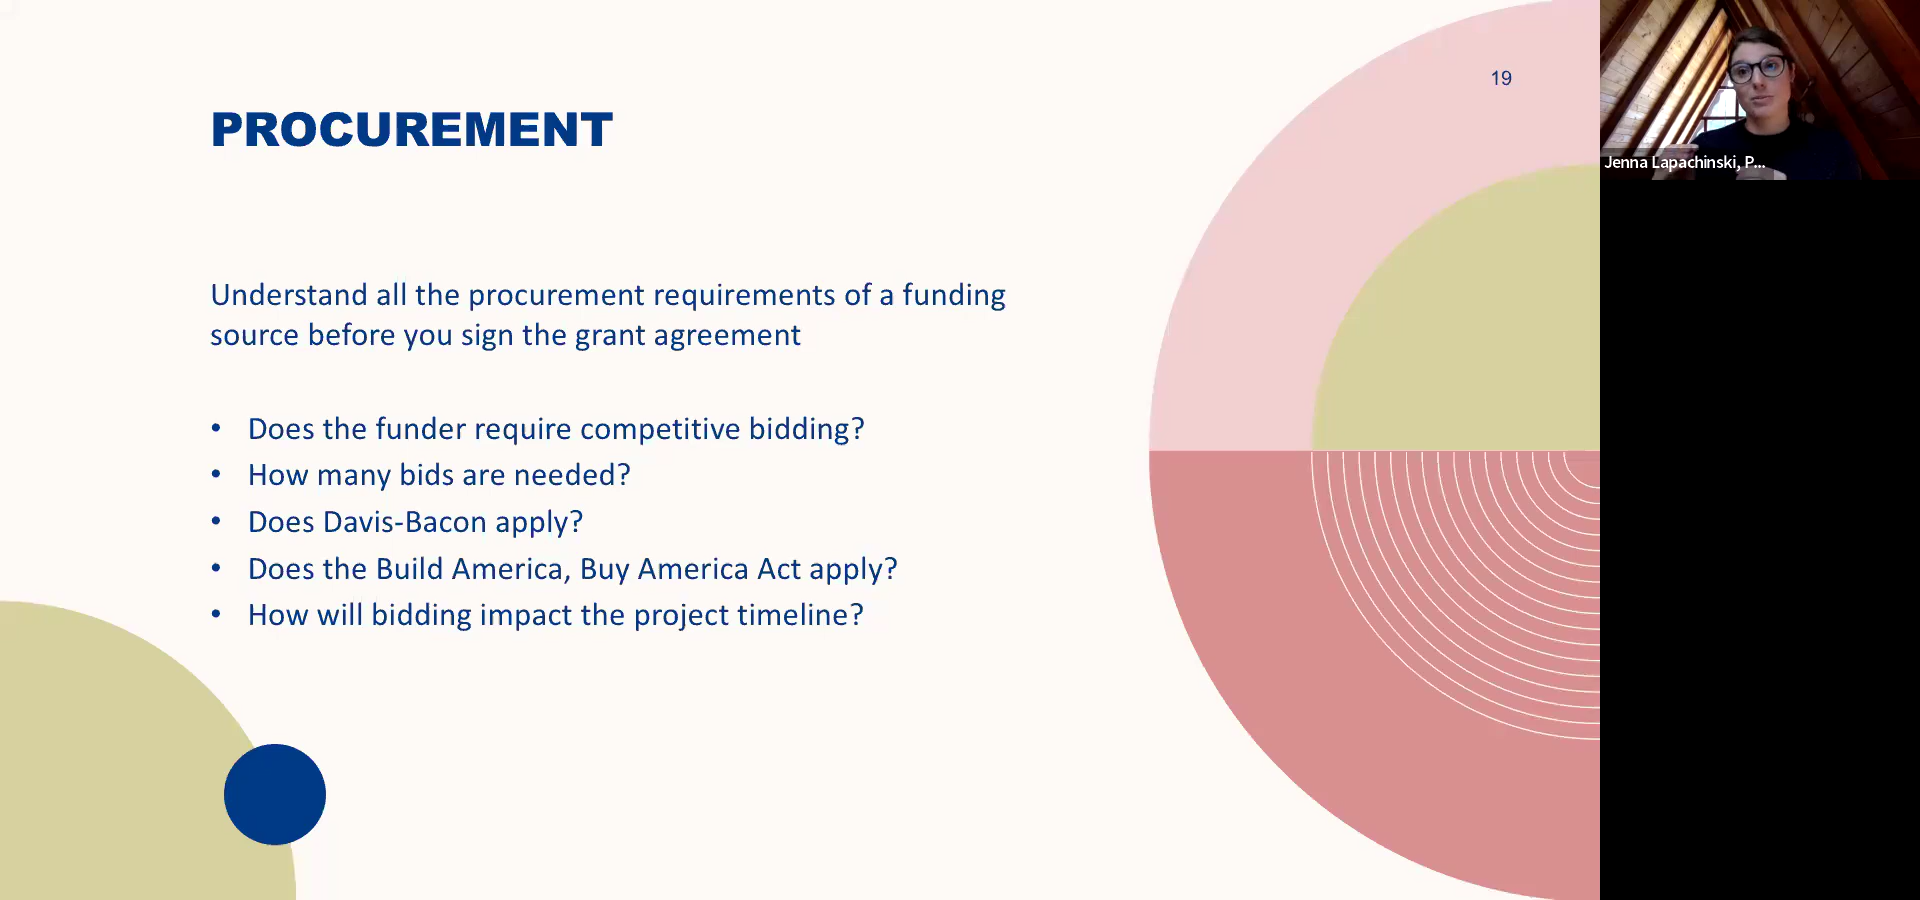 19
PROCUREMENT
Understand all the procurement requirements of a funding
source before you sign the grant agreement
• Does the funder require competitive bidding?
• How many bids are needed?
• Does Davis-Bacon apply?
• Does the Build America, Buy America Act apply?
• How will bidding impact the project timeline?
Jenna Lapachinski, P...